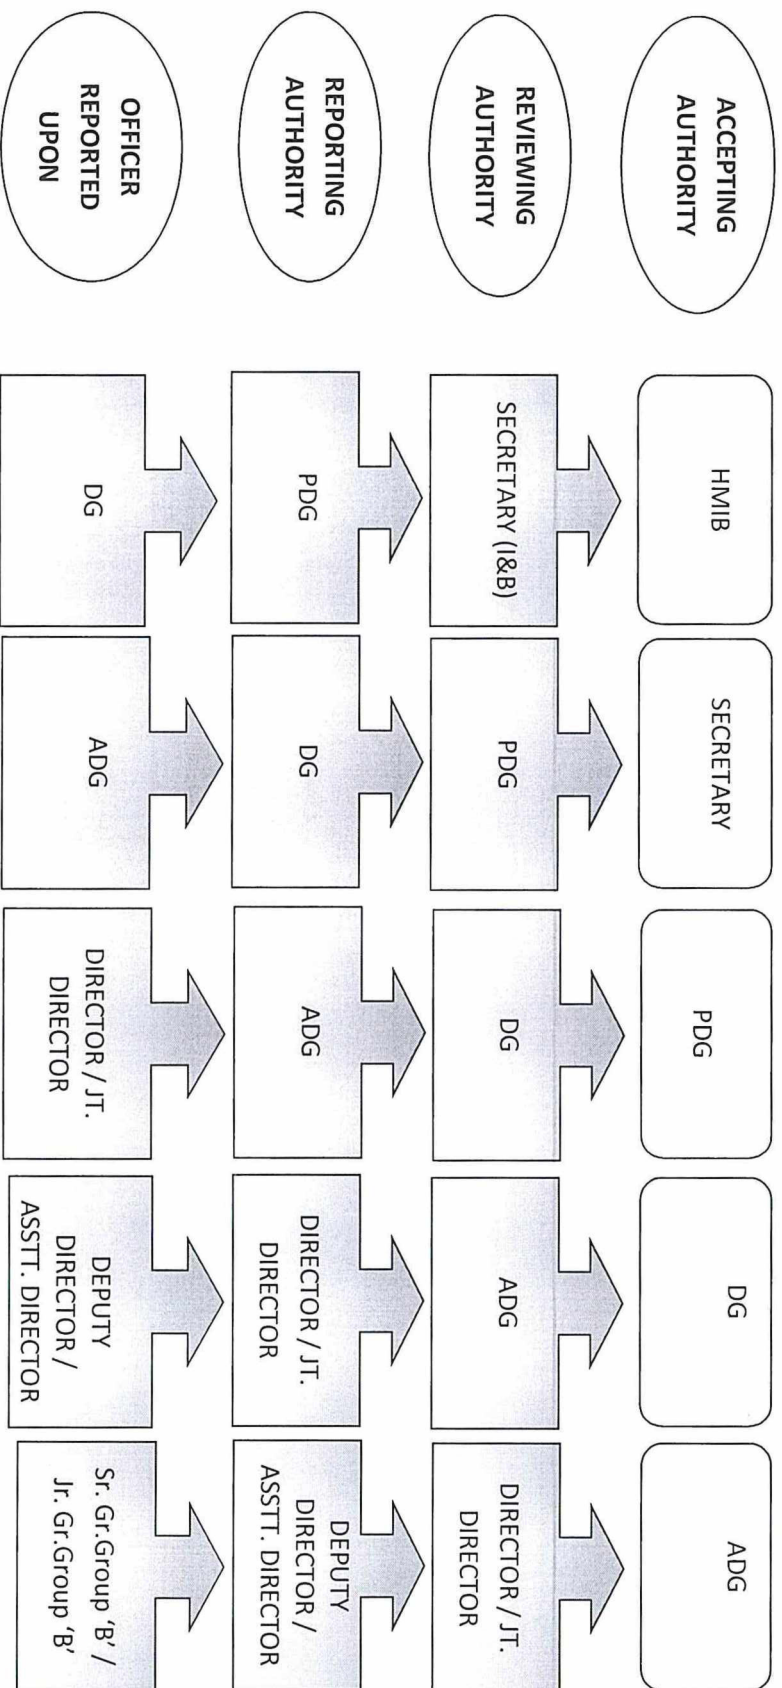 ACCEPTING
AUTHORITY
HMIB
SECRETARY
PDG
DG
ADG
REVIEWING
AUTHORITY
SECRETARY (I&B)
PDG
DG
ADG
DIRECTOR / JT.
DIRECTOR
REPORTING
AUTHORITY
PDG
DG
ADG
DIRECTOR / JT.
DIRECTOR
DEPUTY
DIRECTOR /
ASSTT. DIRECTOR
OFFICER
REPORTED
UPON
DG
ADG
DIRECTOR / JT.
DIRECTOR
DEPUTY
DIRECTOR /
ASSTT. DIRECTOR
Sr. Gr.Group ‘B’ /
Jr. Gr.Group ‘B’